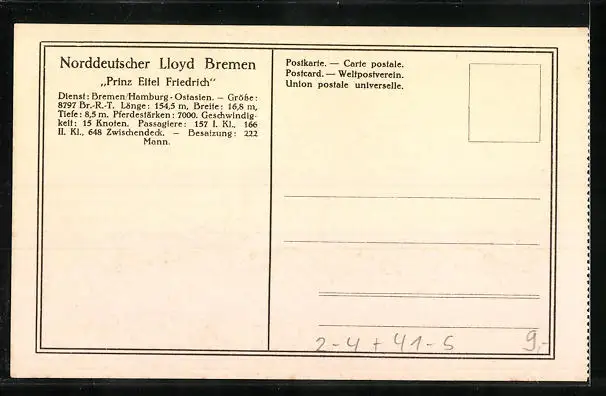 Norddeutscher Lloyd Bremen
„Prinz Eitel Friedrich“
Dienst: Bremen/Hamburg-Ostasien. — Größe:
8797 Br.-R.-T. Länge: 154,5 m, Breite: 16,8 m,
Tiefe: 8,5 m. Pferdestärken: 7000. Geschwindig-
keit: 15 Knoten. Passagiere: 157 I. Kl., 166
II. Kl., 648 Zwischendeck. — Besatzung: 222
Mann.
Postkarte. — Carte postale.
Postcard. — Weltpostverein.
Union postale universelle.
2-4 + 41-5
9,-